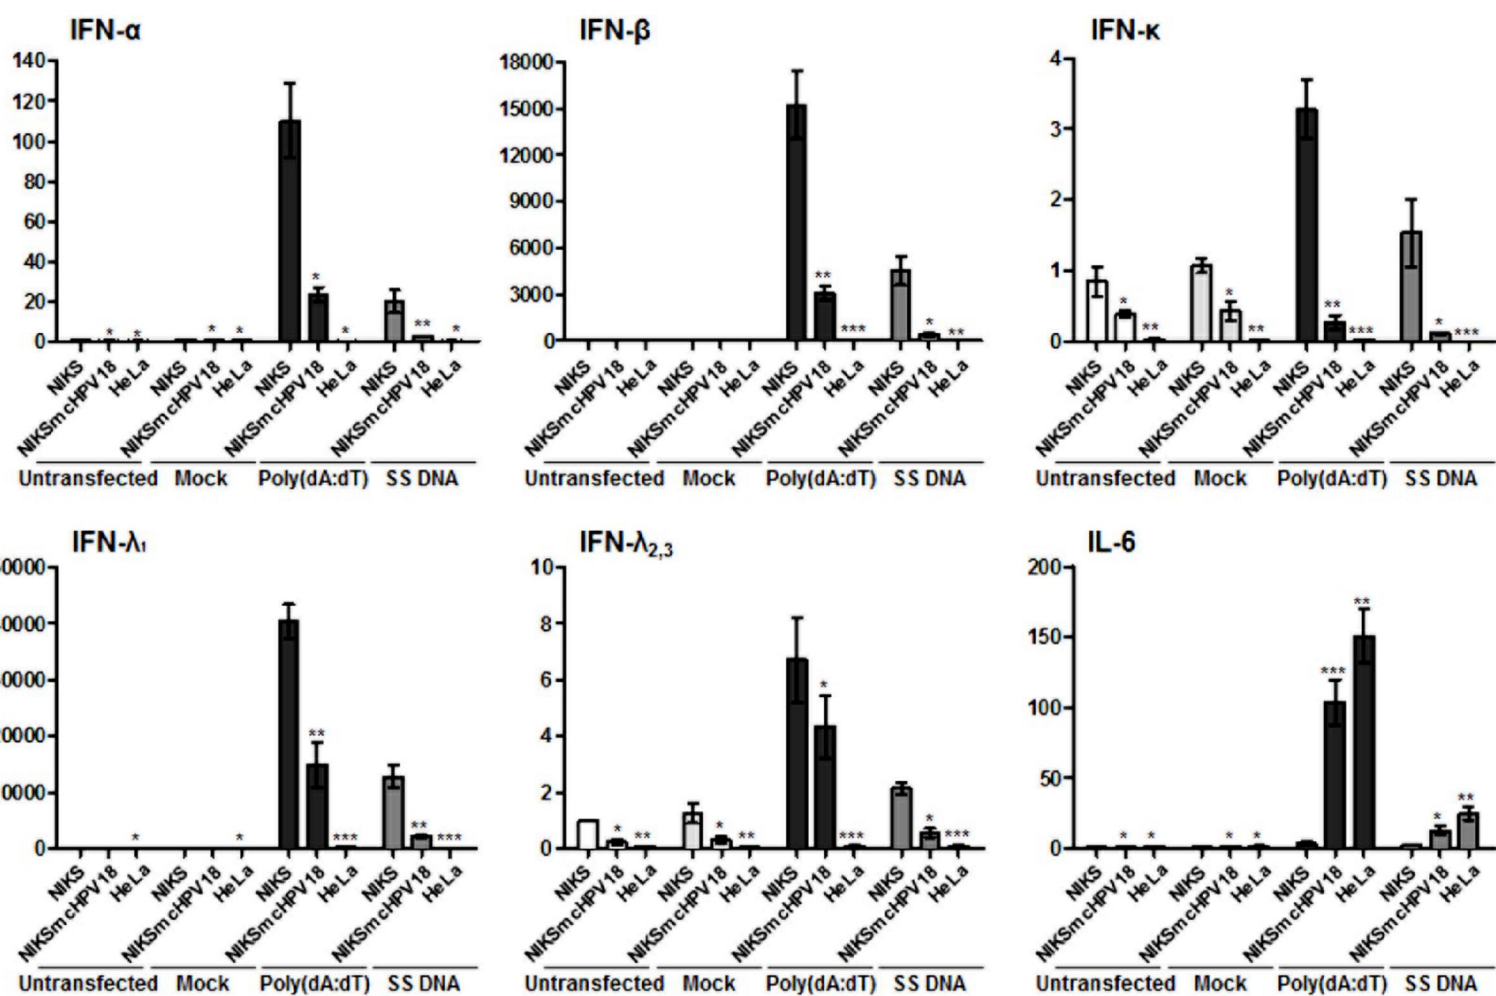 IFN-α
140
120
100
80
60
40
20
0
* * * * * * ** *
NIKS NIKSmcHPV18 HeLa NIKS NIKSmcHPV18 HeLa NIKS NIKSmcHPV18 HeLa NIKS NIKSmcHPV18 HeLa
Untransfected Mock Poly(dA:dT) SS DNA
IFN-β
18000
15000
12000
9000
6000
3000
0
** *** * **
NIKS NIKSmcHPV18 HeLa NIKS NIKSmcHPV18 HeLa NIKS NIKSmcHPV18 HeLa NIKS NIKSmcHPV18 HeLa
Untransfected Mock Poly(dA:dT) SS DNA
IFN-κ
4
3
2
1
0
* ** * ** ** *** * ***
NIKS NIKSmcHPV18 HeLa NIKS NIKSmcHPV18 HeLa NIKS NIKSmcHPV18 HeLa NIKS NIKSmcHPV18 HeLa
Untransfected Mock Poly(dA:dT) SS DNA
IFN-λ₁
0000
0000
0000
0000
0000
0
* * ** *** ** ***
NIKS NIKSmcHPV18 HeLa NIKS NIKSmcHPV18 HeLa NIKS NIKSmcHPV18 HeLa NIKS NIKSmcHPV18 HeLa
Untransfected Mock Poly(dA:dT) SS DNA
IFN-λ₂,₃
10
8
6
4
2
0
* ** * ** * *** * ***
NIKS NIKSmcHPV18 HeLa NIKS NIKSmcHPV18 HeLa NIKS NIKSmcHPV18 HeLa NIKS NIKSmcHPV18 HeLa
Untransfected Mock Poly(dA:dT) SS DNA
IL-6
200
150
100
50
0
* * * * *** ** * **
NIKS NIKSmcHPV18 HeLa NIKS NIKSmcHPV18 HeLa NIKS NIKSmcHPV18 HeLa NIKS NIKSmcHPV18 HeLa
Untransfected Mock Poly(dA:dT) SS DNA